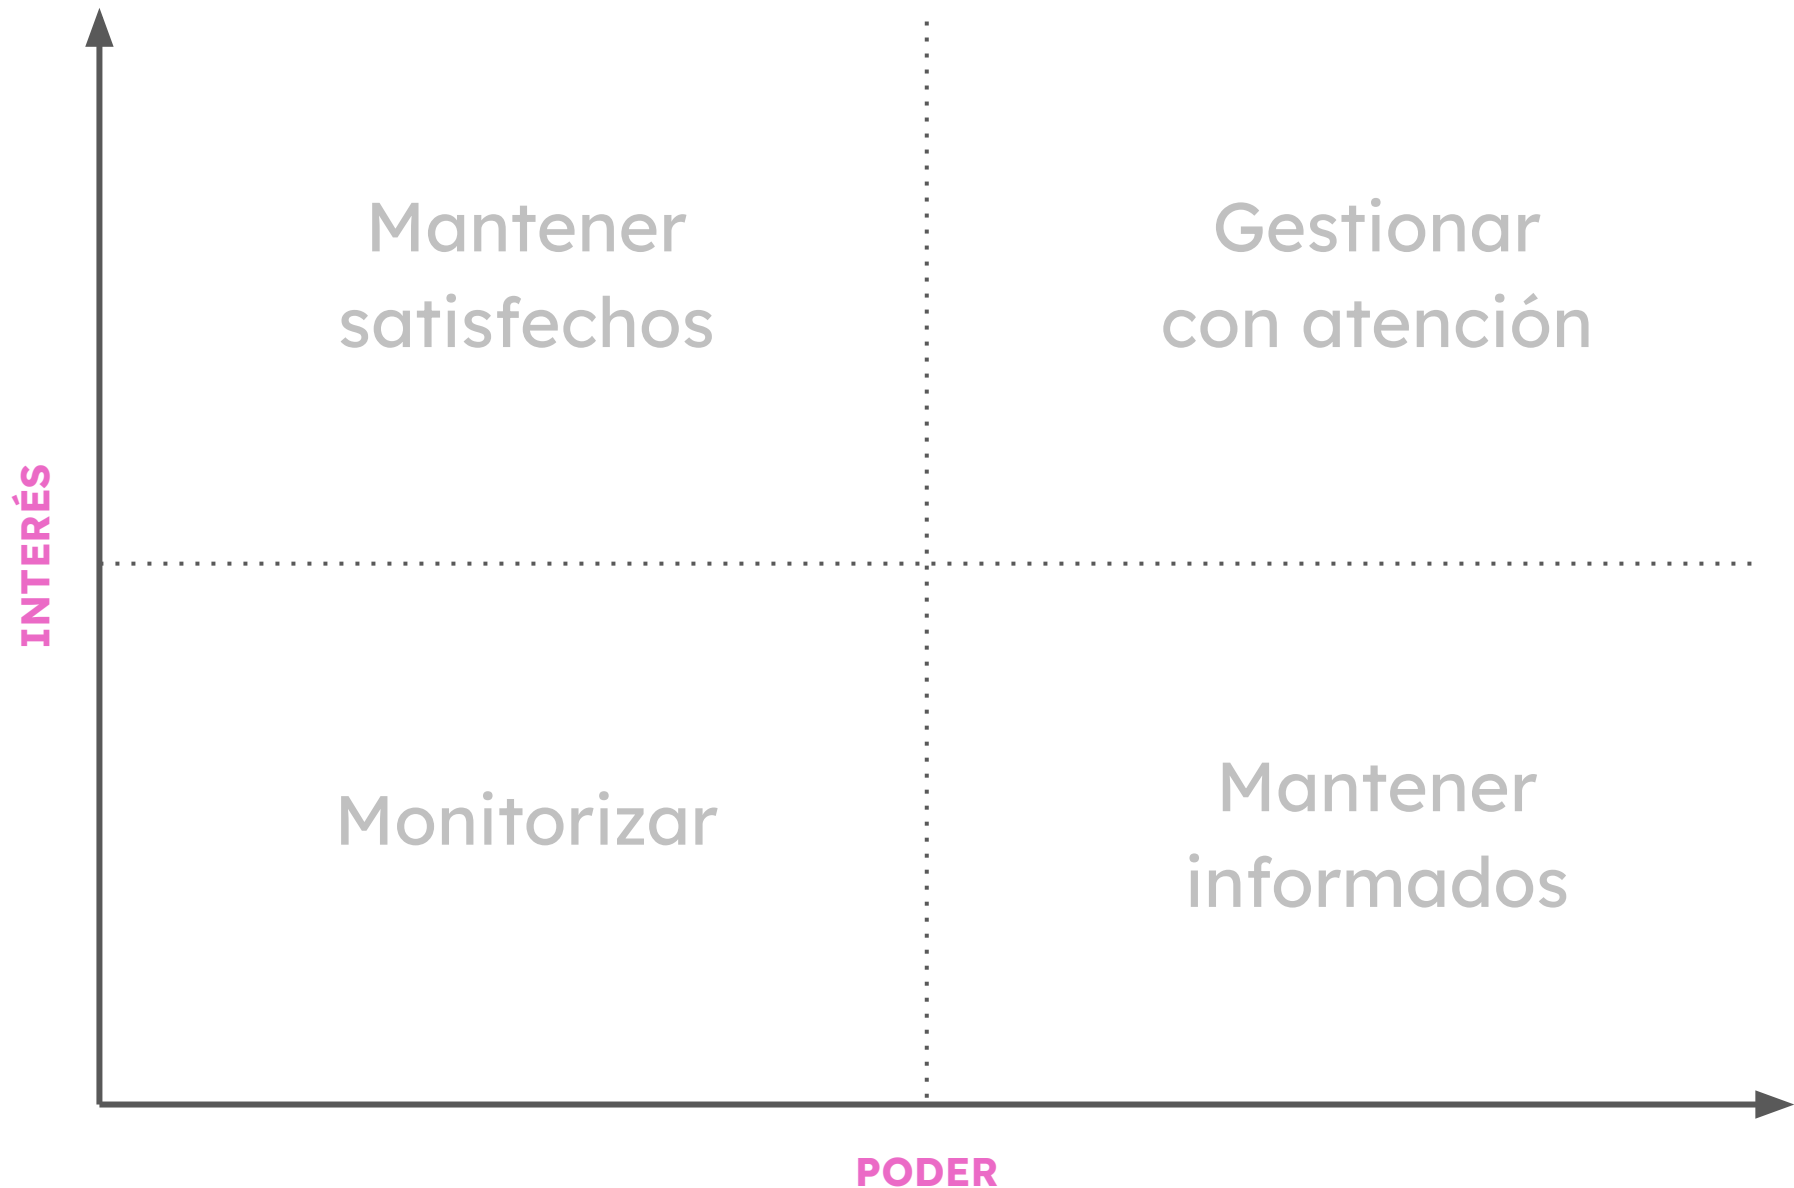 Mantener
satisfechos
Gestionar
con atención
INTERÉS
Monitorizar
Mantener
informados
PODER